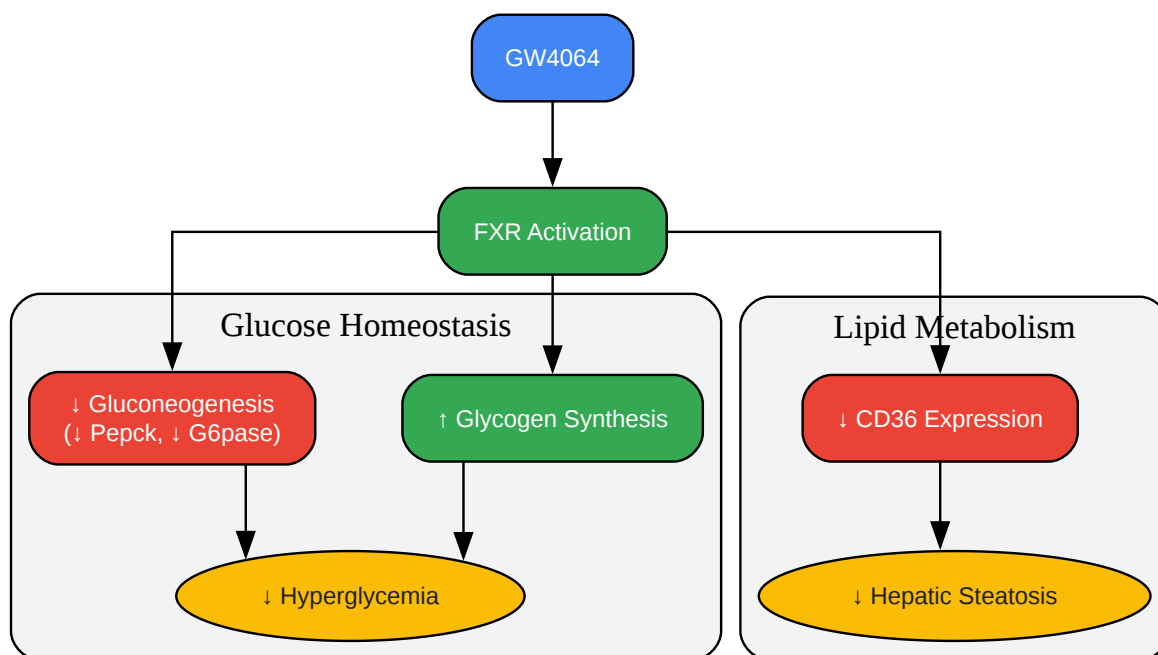 GW4064
FXR Activation
Glucose Homeostasis
Lipid Metabolism
↓ Gluconeogenesis
(↓ Pepck, ↓ G6pase)
↑ Glycogen Synthesis
↓ CD36 Expression
↓ Hyperglycemia
↓ Hepatic Steatosis